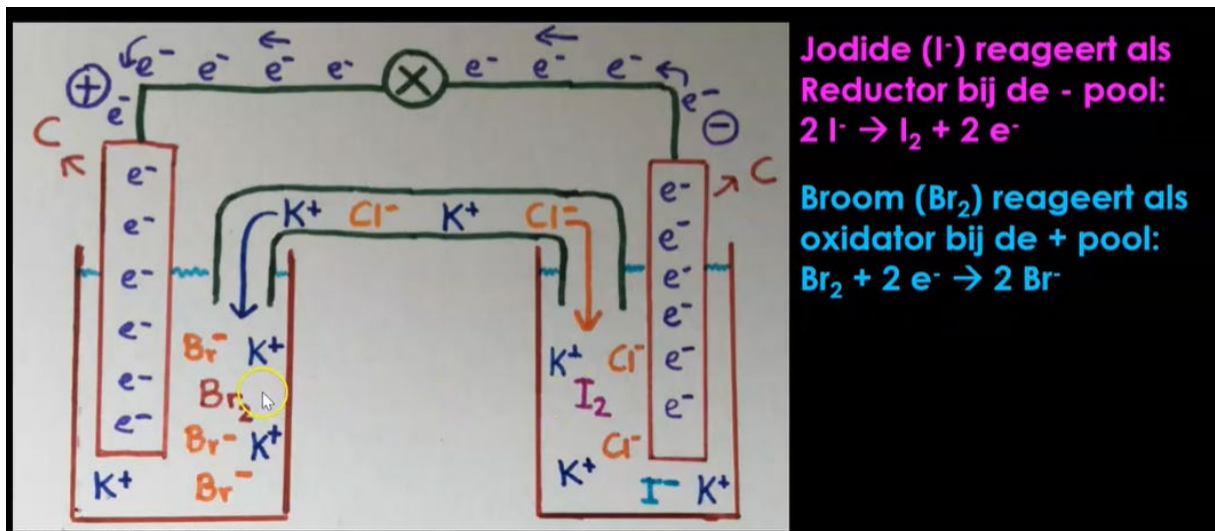 e⁻ e⁻ e⁻ e⁻ e⁻ e⁻ e⁻
+ e⁻ e⁻ −
C C
e⁻ e⁻
K⁺ Cl⁻ K⁺ Cl⁻
e⁻ e⁻
e⁻ e⁻
e⁻ e⁻
Br⁻ K⁺ K⁺ Cl⁻ e⁻
e⁻ Br₂ I₂ e⁻
e⁻ Br⁻ K⁺ Cl⁻
K⁺ Br⁻ K⁺ I⁻ K⁺
Jodide (I⁻) reageert als
Reductor bij de - pool:
2 I⁻ → I₂ + 2 e⁻
Broom (Br₂) reageert als
oxidator bij de + pool:
Br₂ + 2 e⁻ → 2 Br⁻